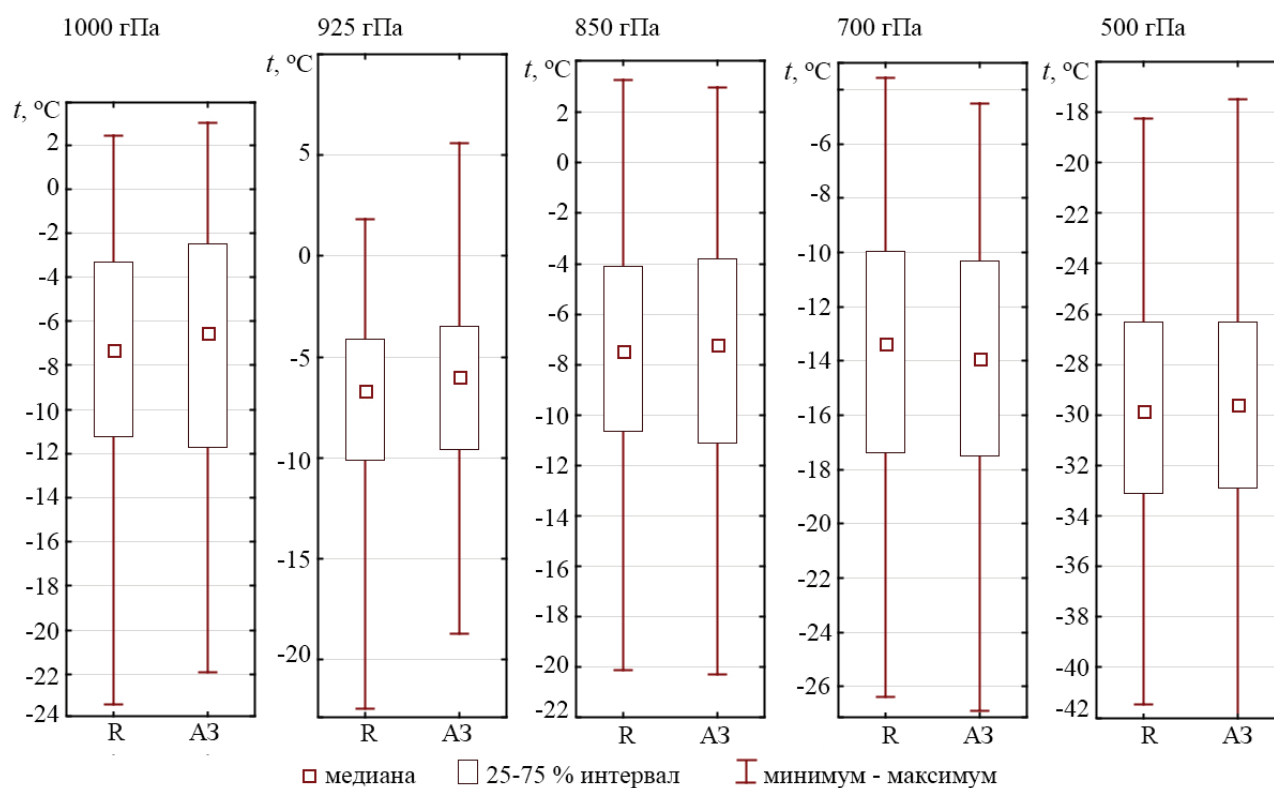 1000 гПа
925 гПа
850 гПа
700 гПа
500 гПа
t, ºC
2
0
-2
-4
-6
-8
-10
-12
-14
-16
-18
-20
-22
-24
R
АЗ
t, ºC
5
0
-5
-10
-15
-20
R
АЗ
t, ºC
2
0
-2
-4
-6
-8
-10
-12
-14
-16
-18
-20
-22
R
АЗ
t, ºC
-6
-8
-10
-12
-14
-16
-18
-20
-22
-24
-26
R
АЗ
t, ºC
-18
-20
-22
-24
-26
-28
-30
-32
-34
-36
-38
-40
-42
R
АЗ
медиана
25-75 % интервал
минимум - максимум